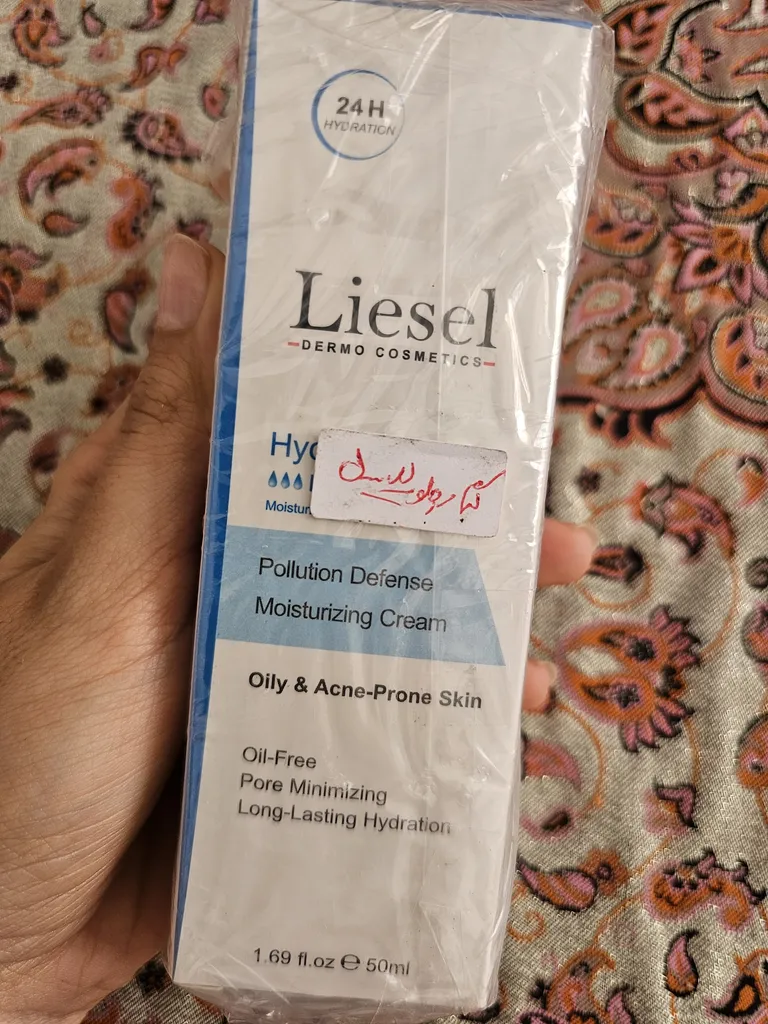 24 H
HYDRATION
Liesel
DERMO COSMETICS
Pollution Defense
Moisturizing Cream
Oily & Acne-Prone Skin
Oil-Free
Pore Minimizing
Long-Lasting Hydration
1.69 fl.oz ℮ 50ml